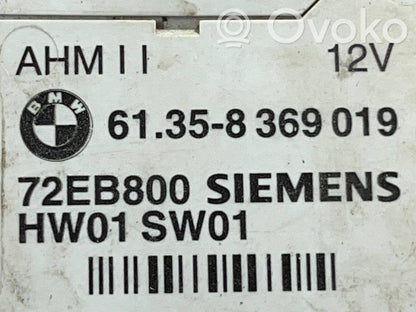 Ovoko
AHM II 12V
BMW 61.35-8 369 019
72EB800 SIEMENS
HW01 SW01